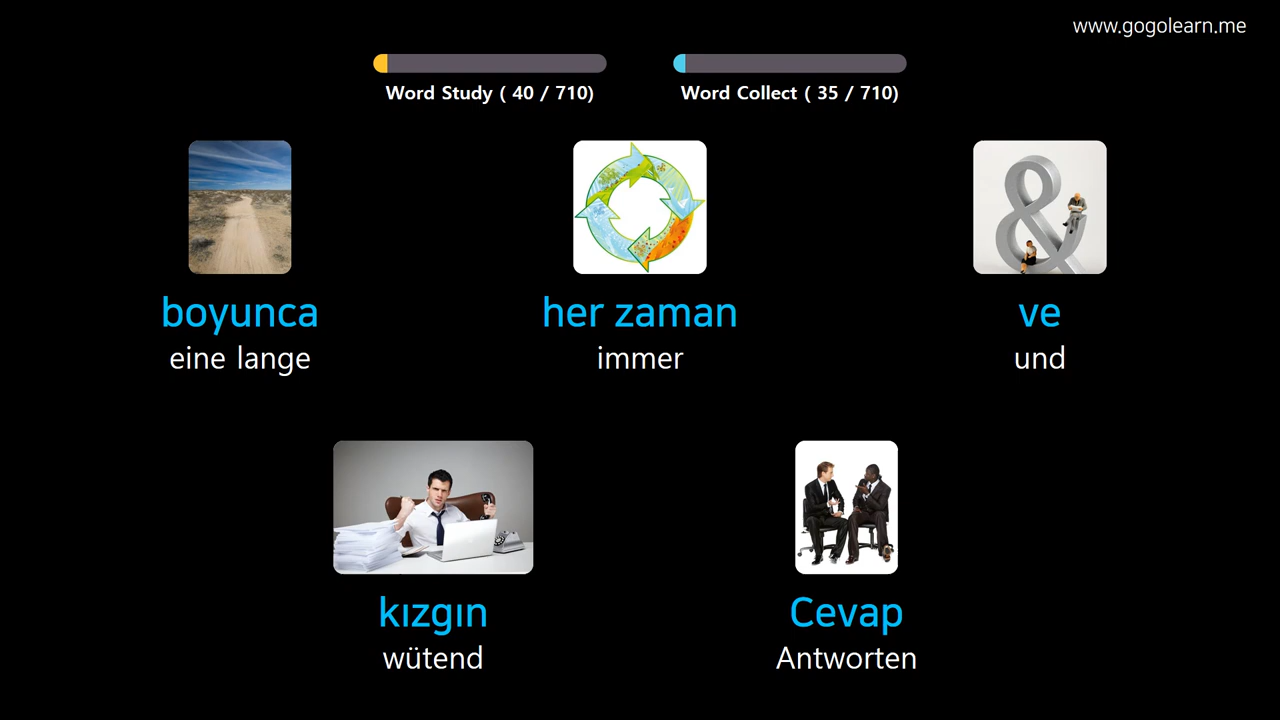 www.gogolearn.me
Word Study ( 40 / 710)
Word Collect ( 35 / 710)
boyunca
eine lange
her zaman
immer
&
ve
und
kızgın
wütend
Cevap
Antworten